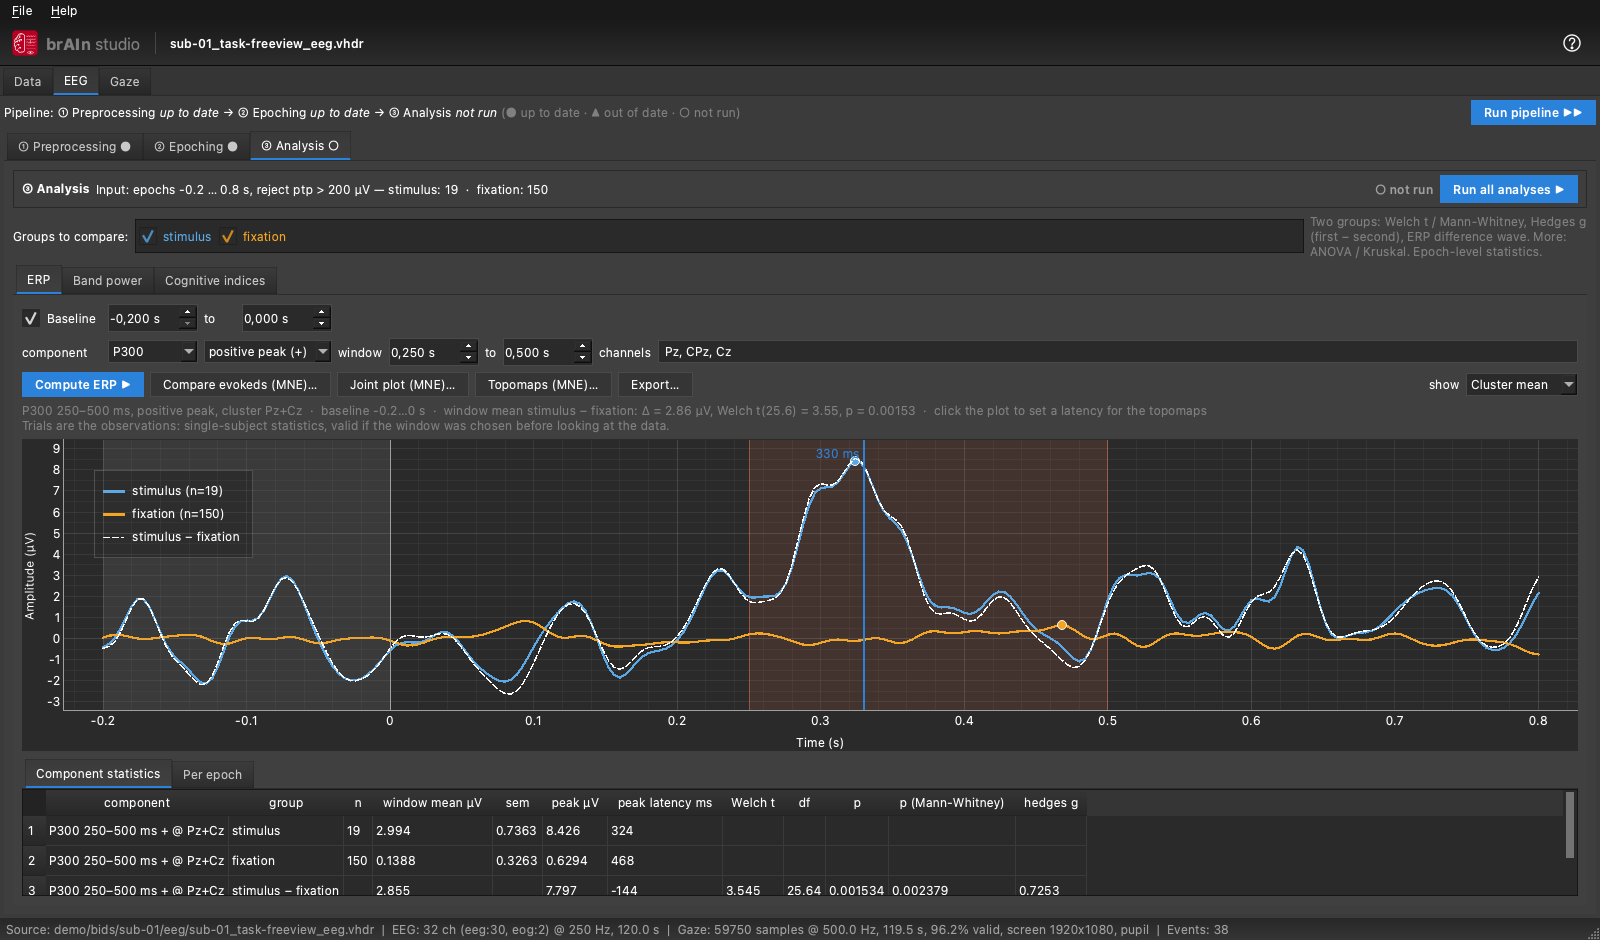 File Help
brAIn studio sub-01_task-freeview_eeg.vhdr
Data EEG Gaze
Pipeline: ① Preprocessing up to date → ② Epoching up to date → ③ Analysis not run (● up to date · ▲ out of date · ○ not run) Run pipeline ▶▶
① Preprocessing ● ② Epoching ● ③ Analysis ○
③ Analysis Input: epochs -0.2 … 0.8 s, reject ptp > 200 µV — stimulus: 19 · fixation: 150 ○ not run Run all analyses ▶
Groups to compare: ✓ stimulus ✓ fixation
Two groups: Welch t / Mann-Whitney, Hedges g
(first − second), ERP difference wave. More:
ANOVA / Kruskal. Epoch-level statistics.
ERP Band power Cognitive indices
✓ Baseline -0,200 s to 0,000 s
component P300 positive peak (+) window 0,250 s to 0,500 s channels Pz, CPz, Cz
Compute ERP ▶ Compare evokeds (MNE)… Joint plot (MNE)… Topomaps (MNE)… Export… show Cluster mean
P300 250–500 ms, positive peak, cluster Pz+Cz · baseline -0.2…0 s · window mean stimulus − fixation: Δ = 2.86 µV, Welch t(25.6) = 3.55, p = 0.00153 · click the plot to set a latency for the topomaps
Trials are the observations: single-subject statistics, valid if the window was chosen before looking at the data.
330 ms
stimulus (n=19)
fixation (n=150)
stimulus − fixation
Amplitude (µV)
9
8
7
6
5
4
3
2
1
0
-1
-2
-3
-0.2 -0.1 0 0.1 0.2 0.3 0.4 0.5 0.6 0.7 0.8
Time (s)
Component statistics Per epoch
component group n window mean µV sem peak µV peak latency ms Welch t df p p (Mann-Whitney) hedges g
1 P300 250–500 ms + @ Pz+Cz stimulus 19 2.994 0.7363 8.426 324
2 P300 250–500 ms + @ Pz+Cz fixation 150 0.1388 0.3263 0.6294 468
3 P300 250–500 ms + @ Pz+Cz stimulus − fixation 2.855 7.797 -144 3.545 25.64 0.001534 0.002379 0.7253
Source: demo/bids/sub-01/eeg/sub-01_task-freeview_eeg.vhdr | EEG: 32 ch (eeg:30, eog:2) @ 250 Hz, 120.0 s | Gaze: 59750 samples @ 500.0 Hz, 119.5 s, 96.2% valid, screen 1920x1080, pupil | Events: 38